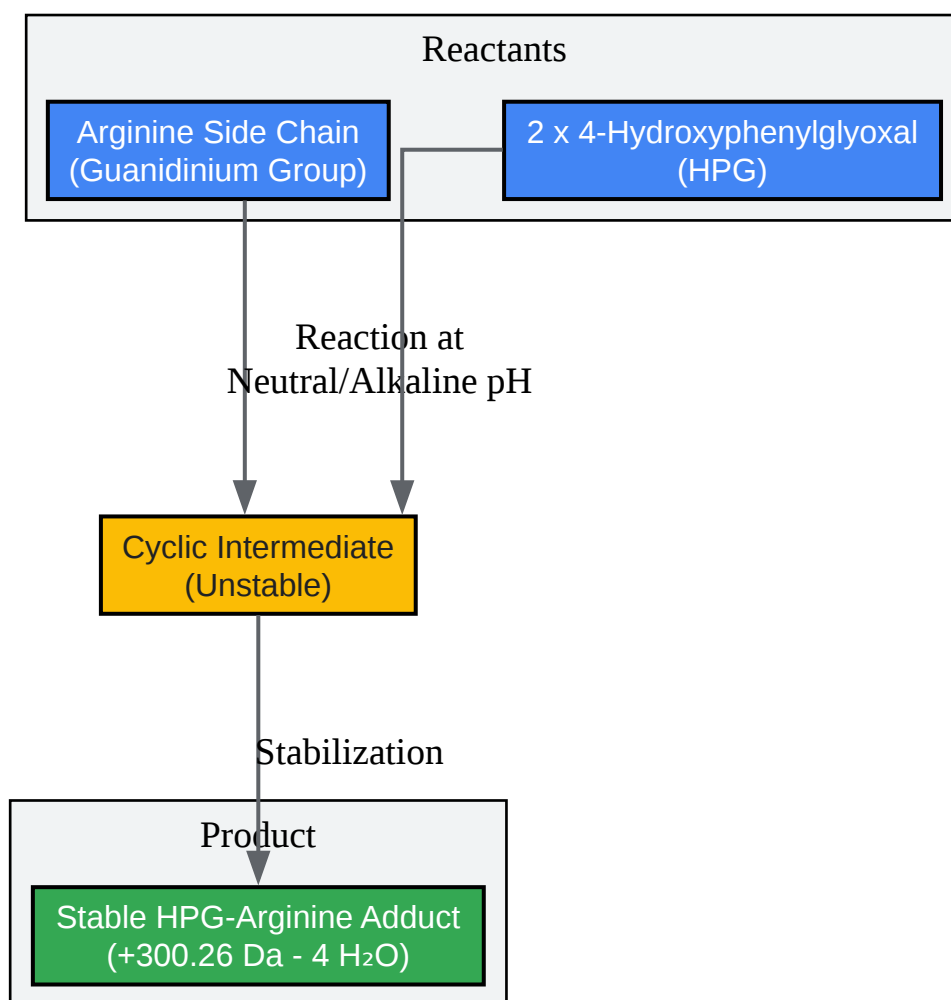 Reactants
Arginine Side Chain
(Guanidinium Group)
2 x 4-Hydroxyphenylglyoxal
(HPG)
Reaction at
Neutral/Alkaline pH
Cyclic Intermediate
(Unstable)
Stabilization
Product
Stable HPG-Arginine Adduct
(+300.26 Da - 4 H₂O)